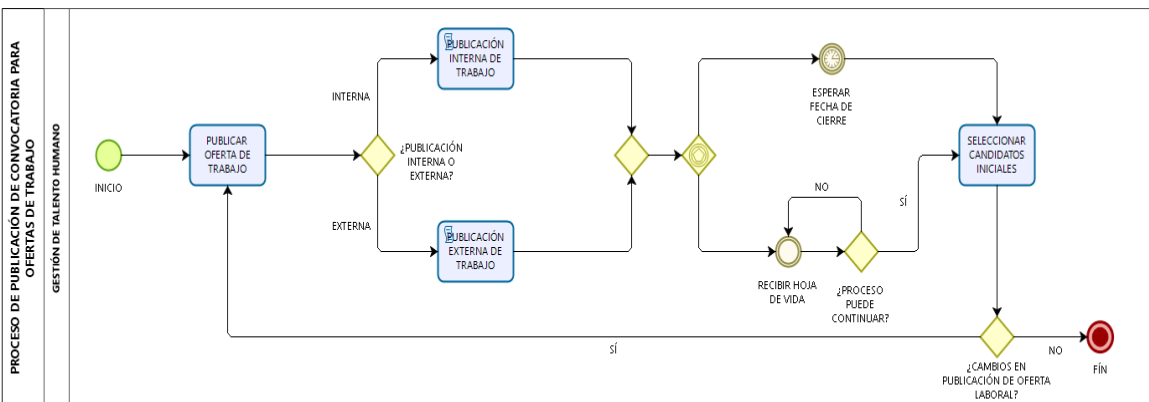 PROCESO DE PUBLICACIÓN DE CONVOCATORIA PARA
OFERTAS DE TRABAJO
GESTIÓN DE TALENTO HUMANO
INICIO
PUBLICAR
OFERTA DE
TRABAJO
¿PUBLICACIÓN
INTERNA O
EXTERNA?
INTERNA
PUBLICACIÓN
INTERNA DE
TRABAJO
EXTERNA
PUBLICACIÓN
EXTERNA DE
TRABAJO
ESPERAR
FECHA DE
CIERRE
RECIBIR HOJA
DE VIDA
NO
¿PROCESO
PUEDE
CONTINUAR?
SÍ
SELECCIONAR
CANDIDATOS
INICIALES
¿CAMBIOS EN
PUBLICACIÓN DE OFERTA
LABORAL?
SÍ
NO
FÍN